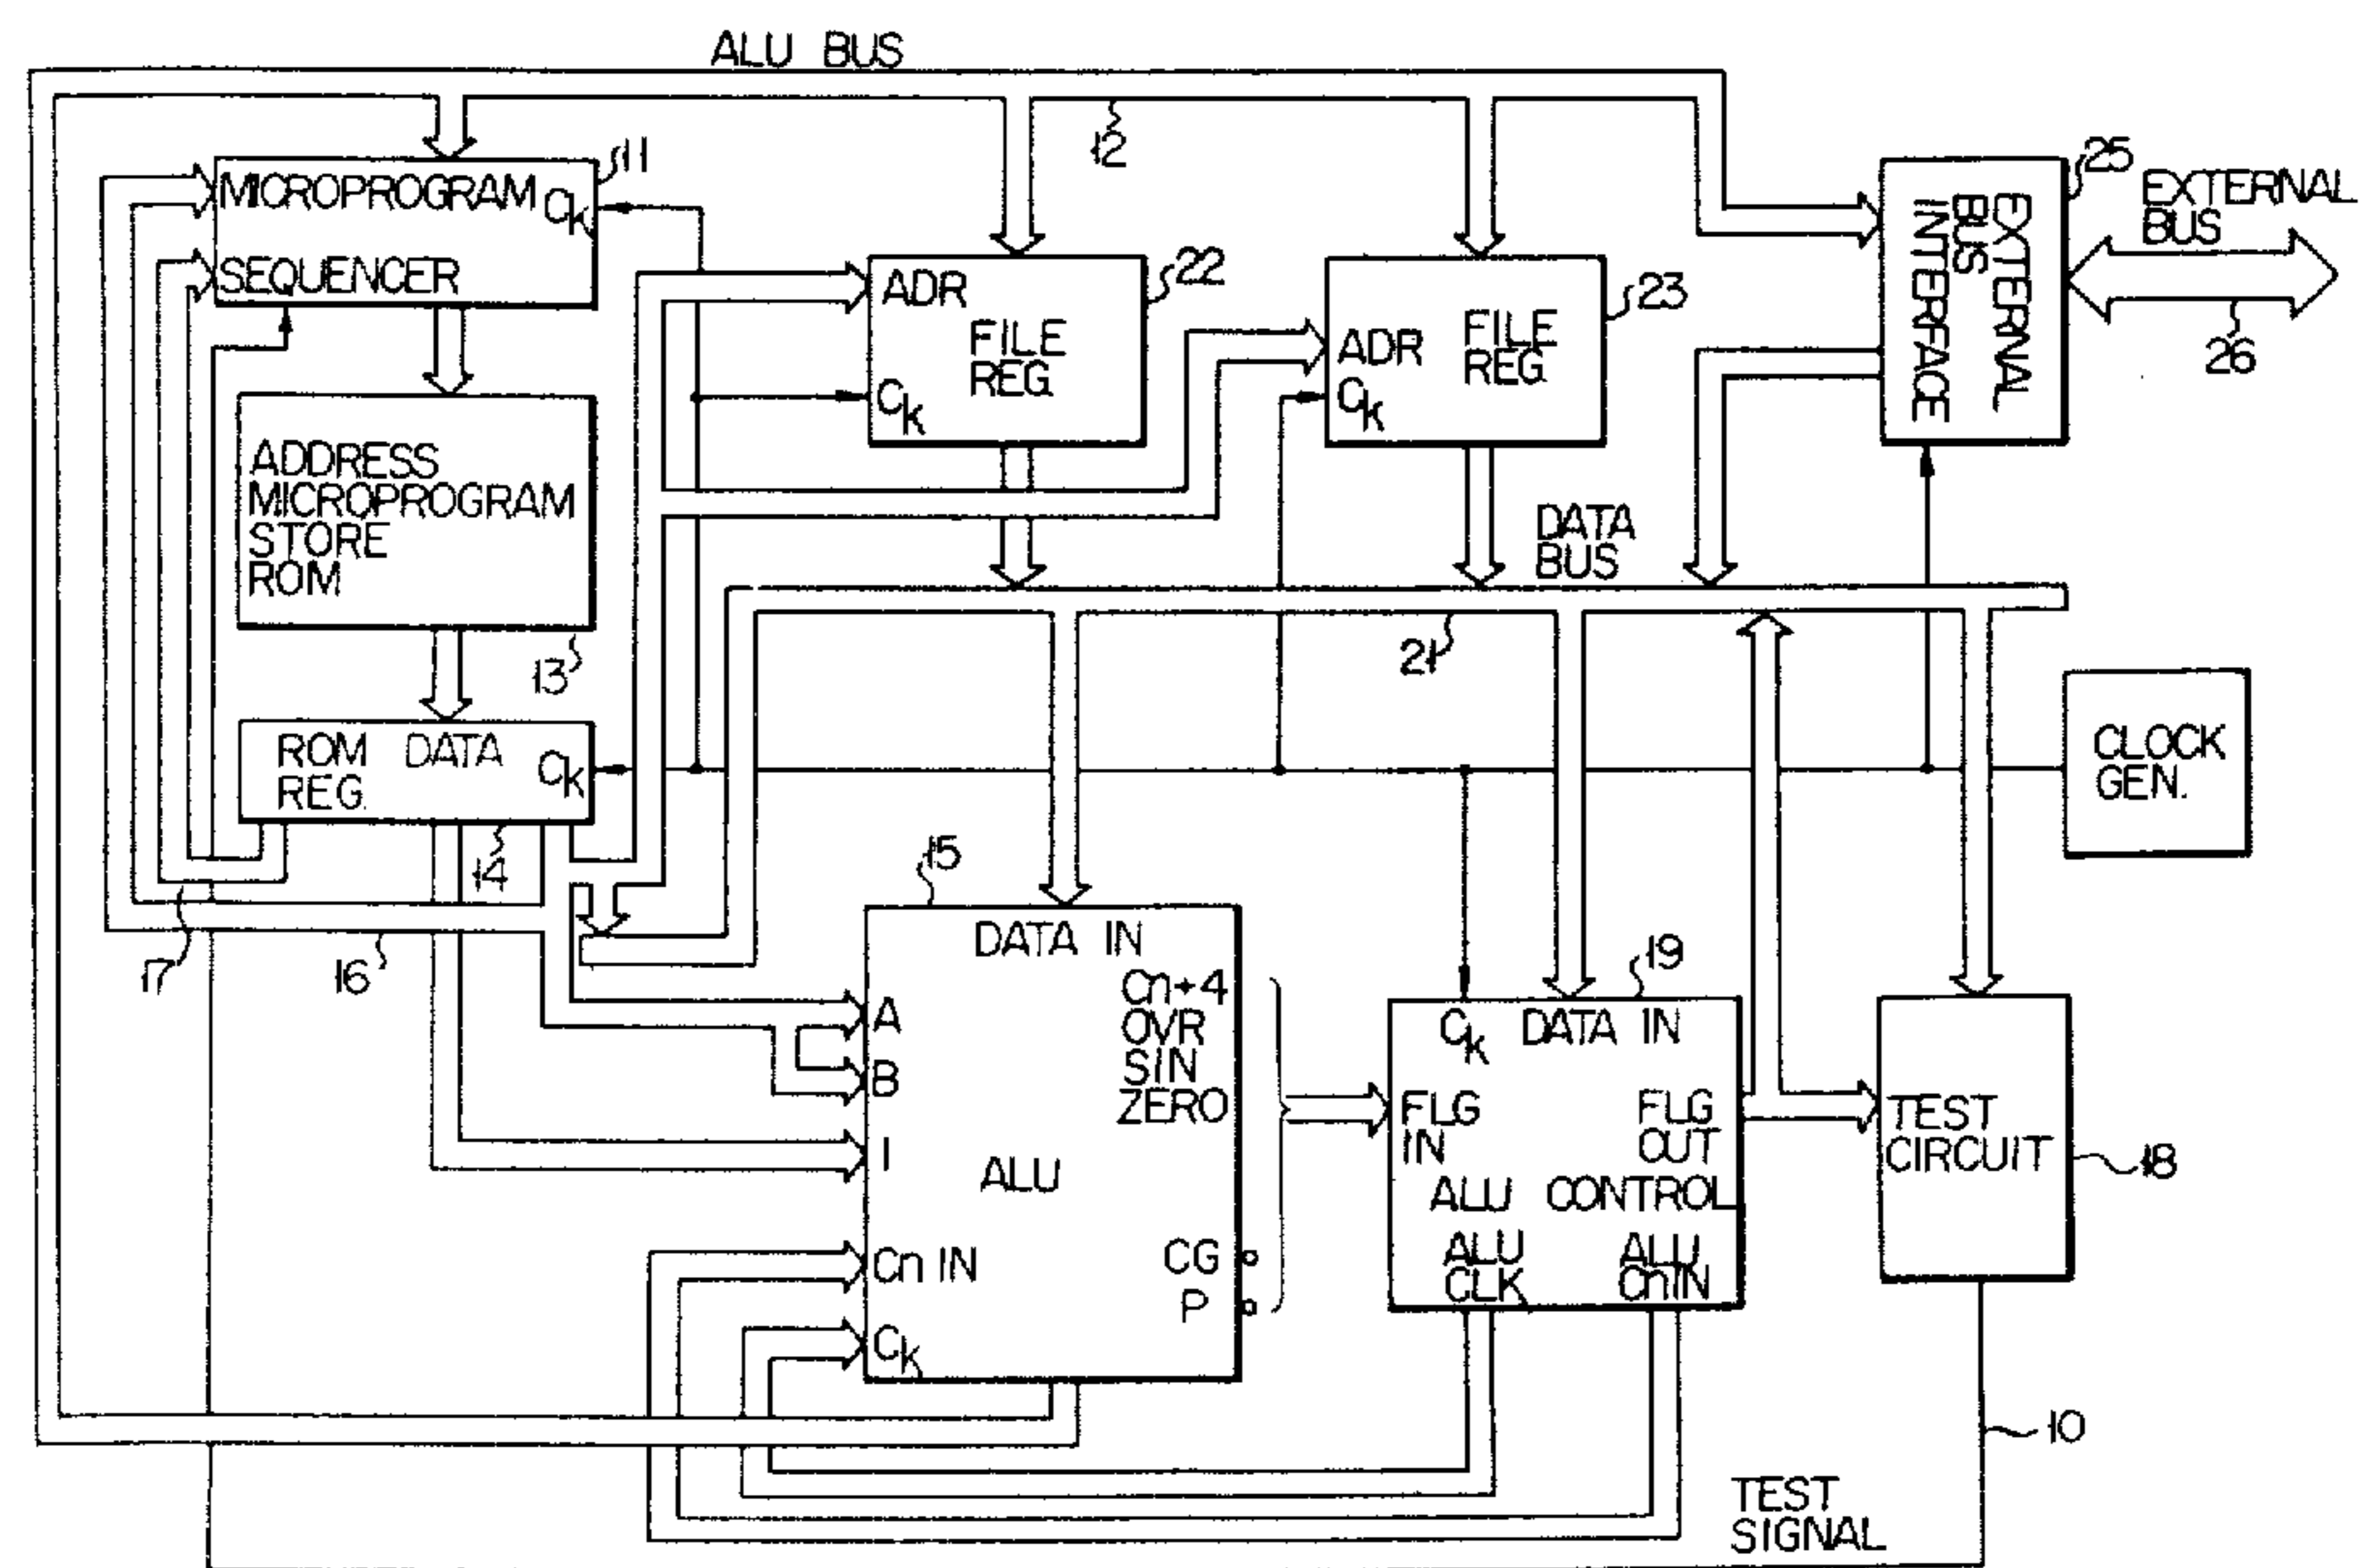 ALU BUS
12
11
MICROPROGRAM
Ck
SEQUENCER
ADR
22
FILE
REG.
Ck
23
FILE
REG.
ADR
Ck
25
EXTERNAL
BUS
INTERFACE
EXTERNAL
BUS
26
ADDRESS
MICROPROGRAM
STORE
ROM
13
DATA
BUS
21
ROM DATA
REG.
Ck
14
CLOCK
GEN.
17
16
15
DATA IN
A
B
I
Cn IN
Ck
Cn+4
OVR
SIN
ZERO
ALU
CG
P
19
Ck
DATA IN
FLG
IN
FLG
OUT
ALU CONTROL
ALU
CLK
ALU
CnIN
TEST
CIRCUIT
18
10
TEST
SIGNAL